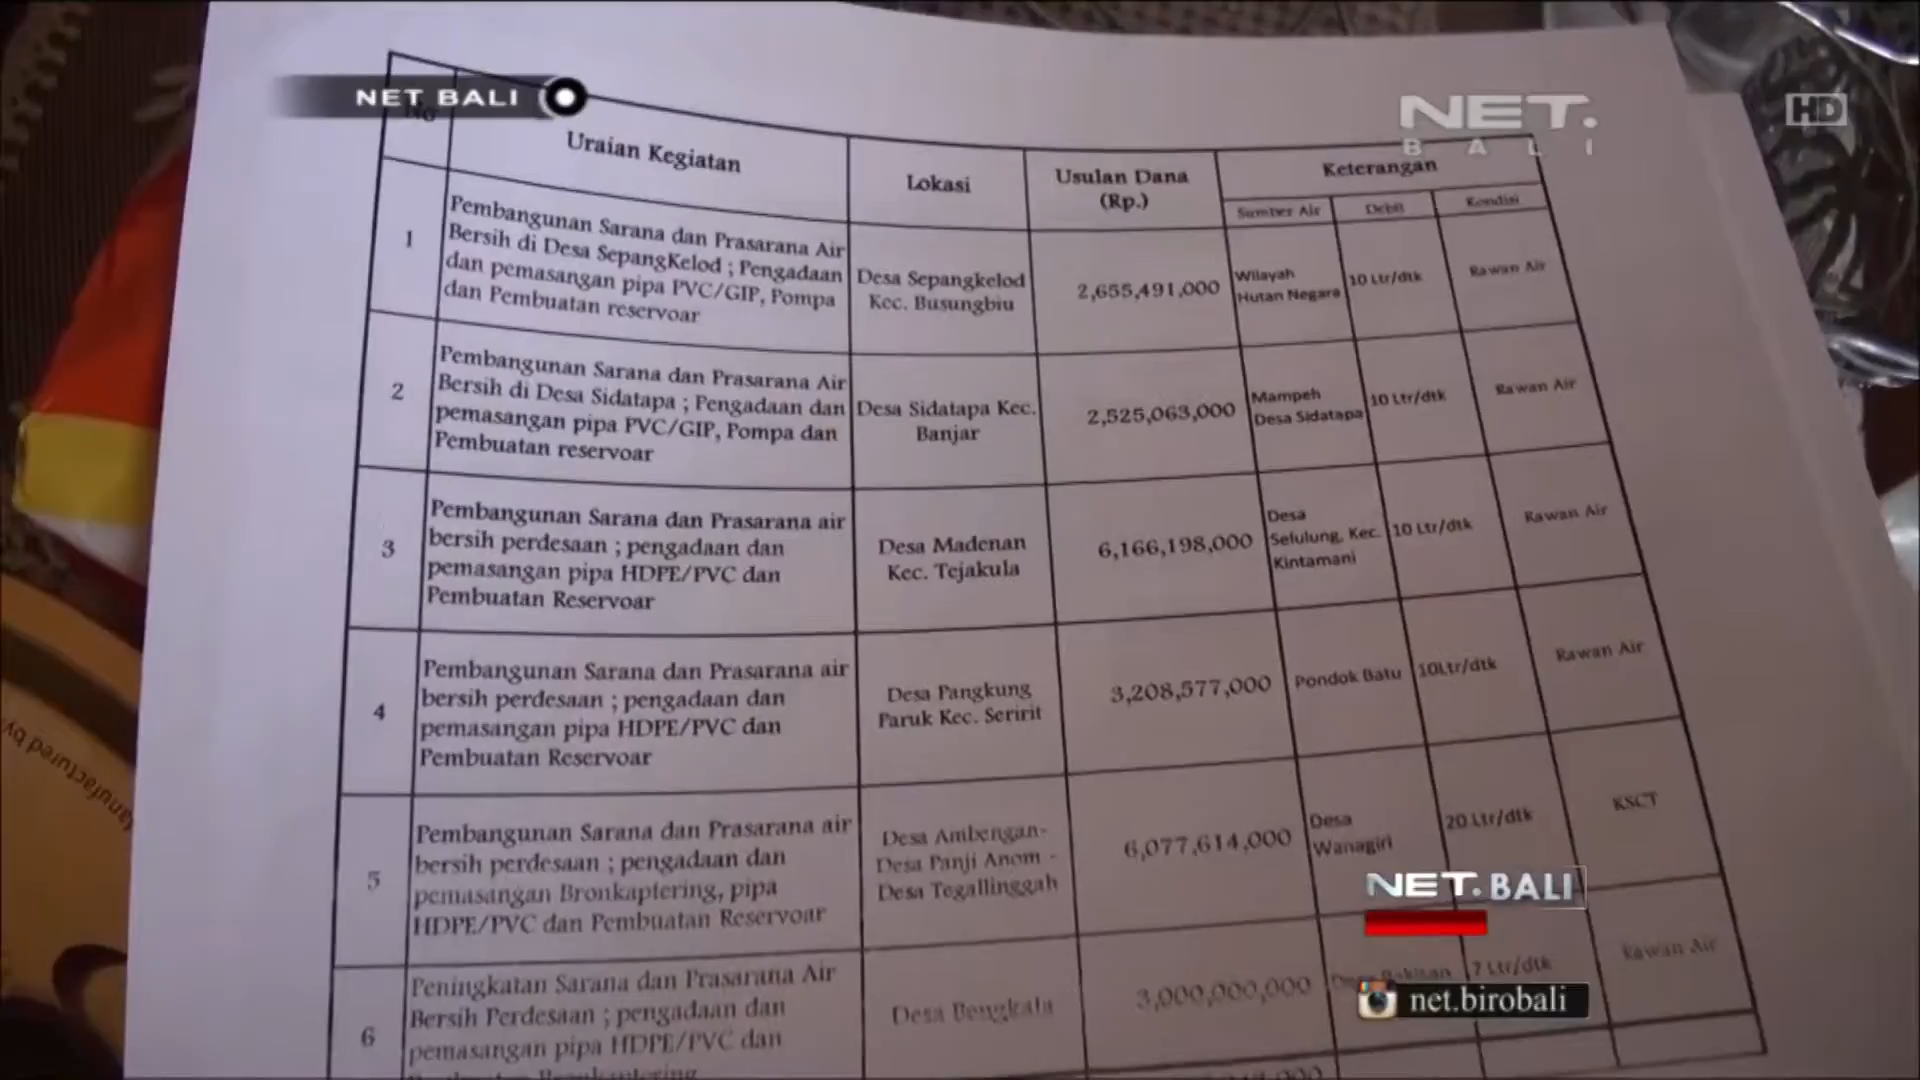 NET BALI
NET.
BALI
HD
No
Uraian Kegiatan
Lokasi
Usulan Dana
(Rp.)
Keterangan
Sumber Air
Debit
Kondisi
1
Pembangunan Sarana dan Prasarana Air
Bersih di Desa SepangKelod ; Pengadaan
dan pemasangan pipa PVC/GIP, Pompa
dan Pembuatan reservoar
Desa Sepangkelod
Kec. Busungbiu
2,655,491,000
Wilayah
Hutan Negara
10 Ltr/dtk
Rawan Air
2
Pembangunan Sarana dan Prasarana Air
Bersih di Desa Sidatapa ; Pengadaan dan
pemasangan pipa PVC/GIP, Pompa dan
Pembuatan reservoar
Desa Sidatapa Kec.
Banjar
2,525,063,000
Mampeh
Desa Sidatapa
10 Ltr/dtk
Rawan Air
3
Pembangunan Sarana dan Prasarana air
bersih perdesaan ; pengadaan dan
pemasangan pipa HDPE/PVC dan
Pembuatan Reservoar
Desa Madenan
Kec. Tejakula
6,166,198,000
Desa
Selulung, Kec.
Kintamani
10 Ltr/dtk
Rawan Air
4
Pembangunan Sarana dan Prasarana air
bersih perdesaan ; pengadaan dan
pemasangan pipa HDPE/PVC dan
Pembuatan Reservoar
Desa Pangkung
Paruk Kec. Seririt
3,208,577,000
Pondok Batu
10Ltr/dtk
Rawan Air
5
Pembangunan Sarana dan Prasarana air
bersih perdesaan ; pengadaan dan
pemasangan Bronkaptering, pipa
HDPE/PVC dan Pembuatan Reservoar
Desa Ambengan-
Desa Panji Anom -
Desa Tegallinggah
6,077,614,000
Desa
Wanagiri
20 Ltr/dtk
KSCT
6
Peningkatan Sarana dan Prasarana Air
Bersih Perdesaan ; pengadaan dan
pemasangan pipa HDPE/PVC dan
Desa Bengkala
3,000,000,000
7 Ltr/dtk
Rawan Air
NET. BALI
net.birobali
manufactured by